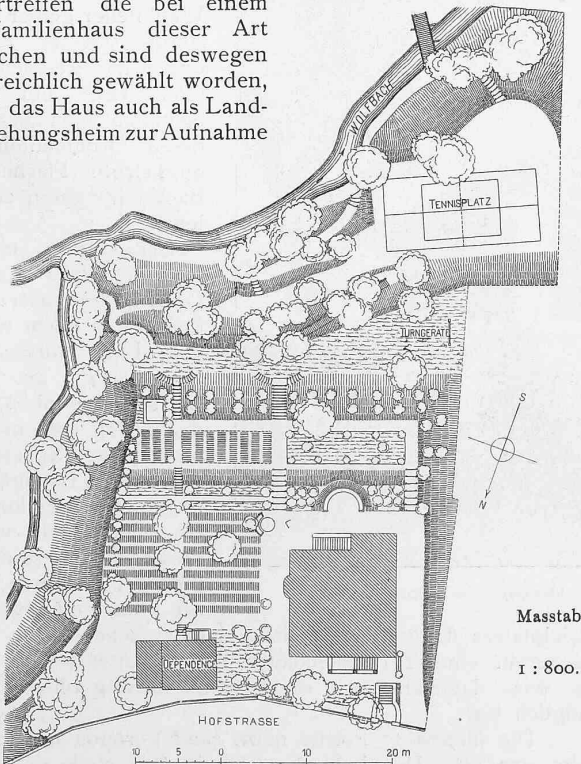 rtreffen die bei einem
amilienhaus dieser Art
chen und sind deswegen
reichlich gewählt worden,
das Haus auch als Land-
ehungsheim zur Aufnahme
WOLFBACH
TENNISPLATZ
TURNGERÄTE
S
N
Masstab
1 : 800.
DEPENDENCE
HOFSTRASSE
10 5 0 10 20 m